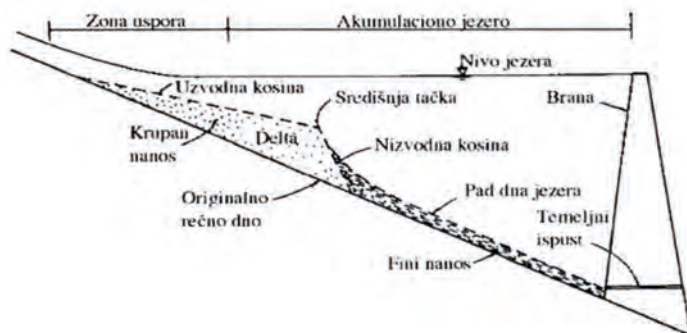 Zona uspora
Akumulaciono jezero
Nivo jezera
Uzvodna kosina
Središnja tačka
Brana
Krupan
nanos
Delta
Nizvodna kosina
Originalno
rečno dno
Pad dna jezera
Temeljni
ispust
Fini nanos